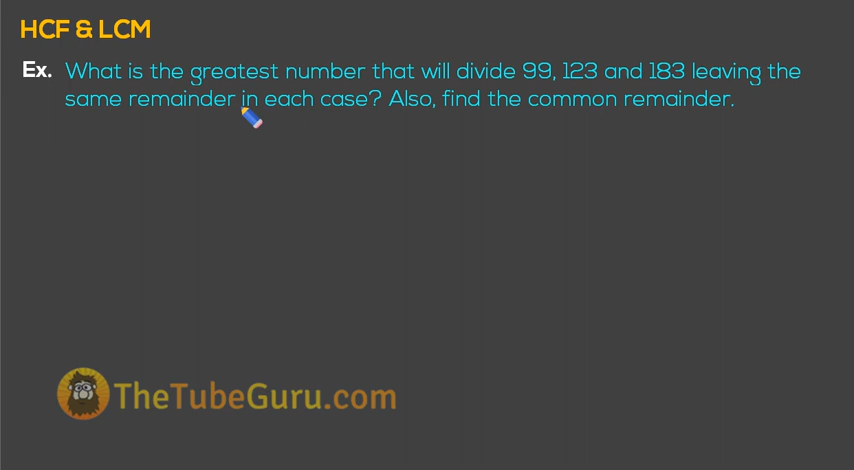 HCF & LCM
Ex. What is the greatest number that will divide 99, 123 and 183 leaving the
same remainder in each case? Also, find the common remainder.
TheTubeGuru.com